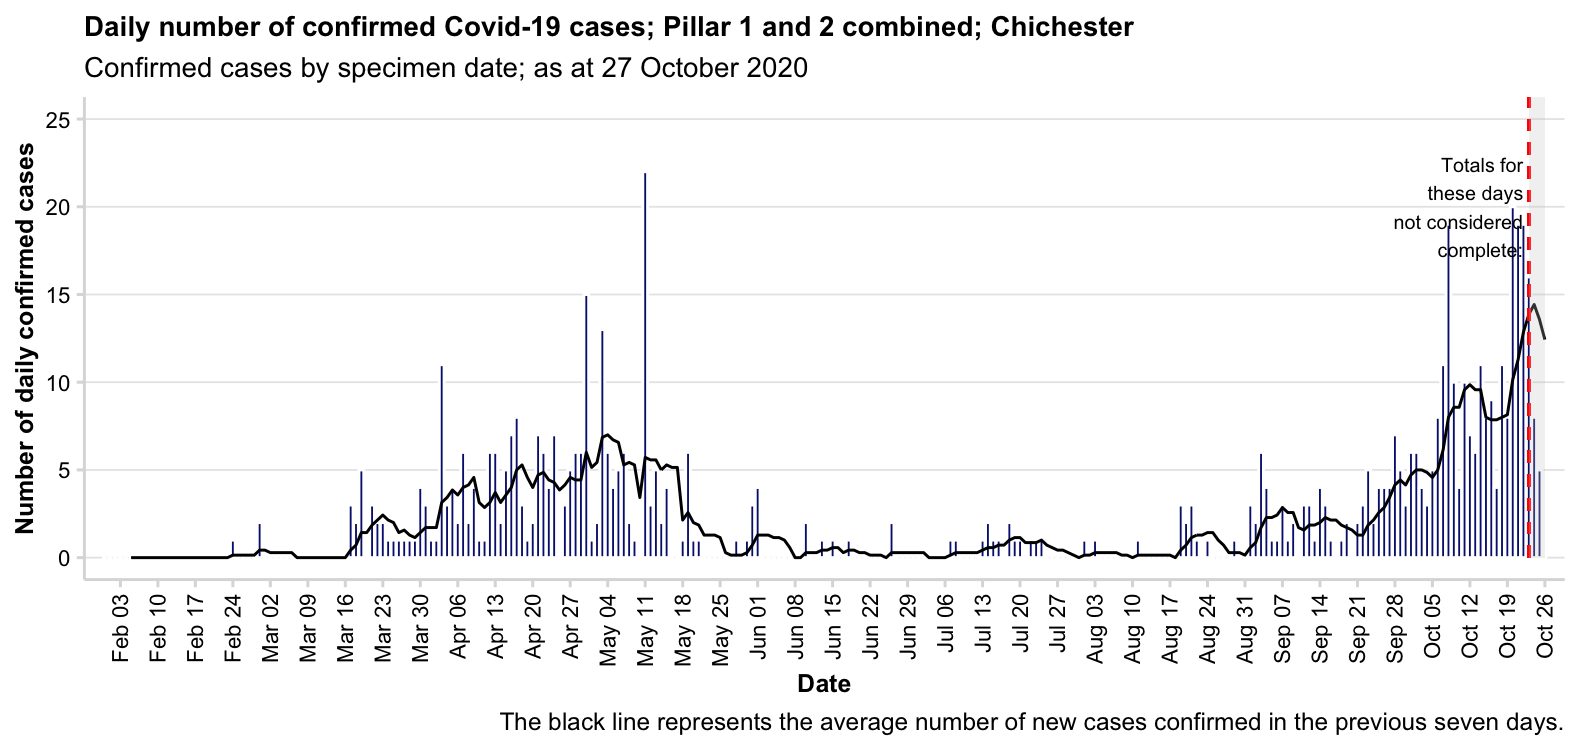 Daily number of confirmed Covid-19 cases; Pillar 1 and 2 combined; Chichester
Confirmed cases by specimen date; as at 27 October 2020
Number of daily confirmed cases
25
20
15
10
5
0
Totals for
these days
not considered
complete:
Feb 03
Feb 10
Feb 17
Feb 24
Mar 02
Mar 09
Mar 16
Mar 23
Mar 30
Apr 06
Apr 13
Apr 20
Apr 27
May 04
May 11
May 18
May 25
Jun 01
Jun 08
Jun 15
Jun 22
Jun 29
Jul 06
Jul 13
Jul 20
Jul 27
Aug 03
Aug 10
Aug 17
Aug 24
Aug 31
Sep 07
Sep 14
Sep 21
Sep 28
Oct 05
Oct 12
Oct 19
Oct 26
Date
The black line represents the average number of new cases confirmed in the previous seven days.